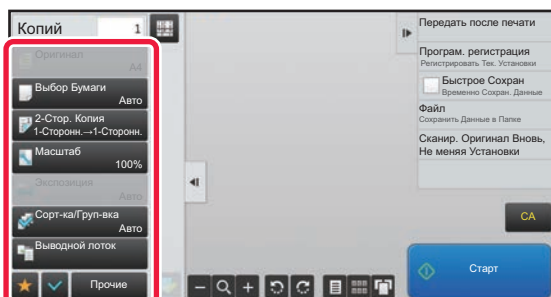 Копий 1
Оригинал
A4
Выбор Бумаги
Авто
2-Стор. Копия
1-Сторонн.→1-Сторонн.
Масштаб
100%
Экспозиция
Авто
Сорт-ка/Груп-вка
Авто
Выводной лоток
Прочие
Передать после печати
Програм. регистрация
Регистрировать Тек. Установки
Быстрое Сохран
Временно Сохран. Данные
Файл
Сохранить Данные в Папке
Сканир. Оригинал Вновь,
Не меняя Установки
CA
Старт